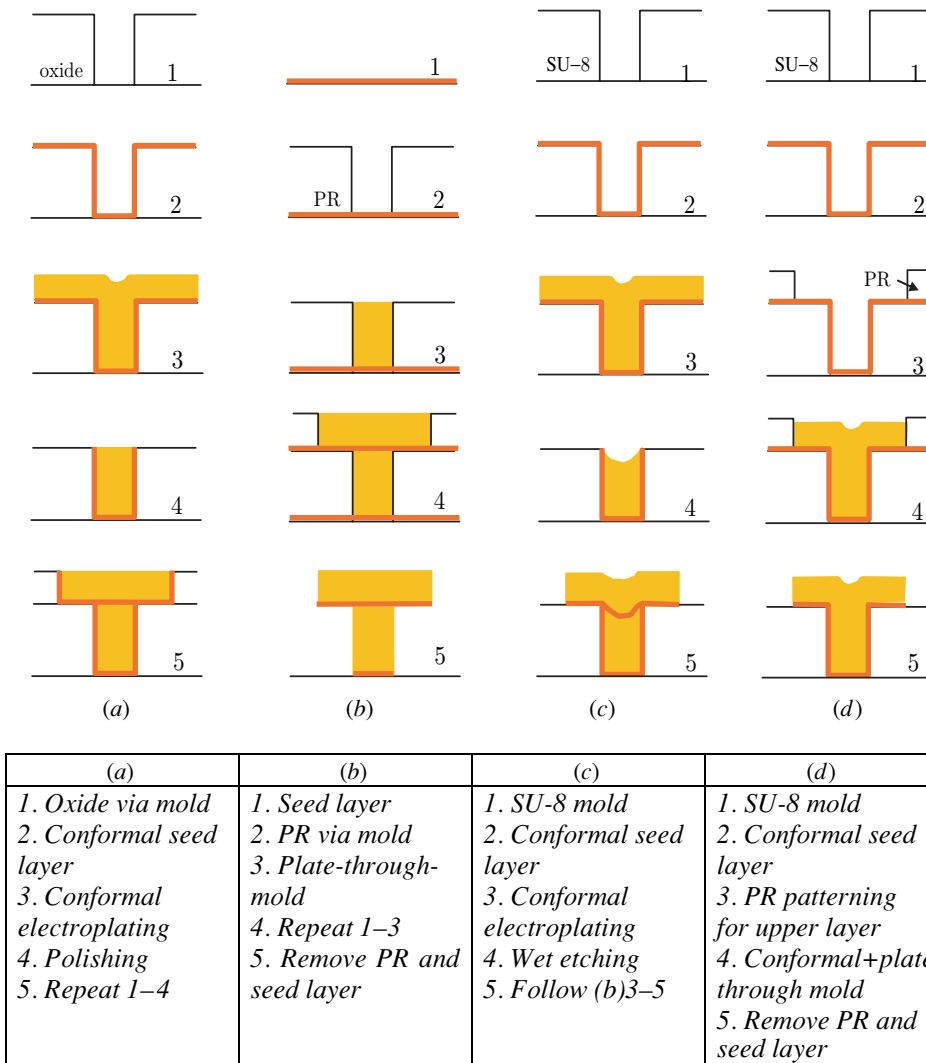 oxide 1 1 SU–8 1 SU–8 1
2 PR 2 2 2
PR
3 3 3 3
4 4 4 4
5 5 5 5
(a) (b) (c) (d)
(a) (b) (c) (d)
1. Oxide via mold
2. Conformal seed
layer
3. Conformal
electroplating
4. Polishing
5. Repeat 1–4
1. Seed layer
2. PR via mold
3. Plate-through-
mold
4. Repeat 1–3
5. Remove PR and
seed layer
1. SU-8 mold
2. Conformal seed
layer
3. Conformal
electroplating
4. Wet etching
5. Follow (b)3–5
1. SU-8 mold
2. Conformal seed
layer
3. PR patterning
for upper layer
4. Conformal+plate
through mold
5. Remove PR and
seed layer